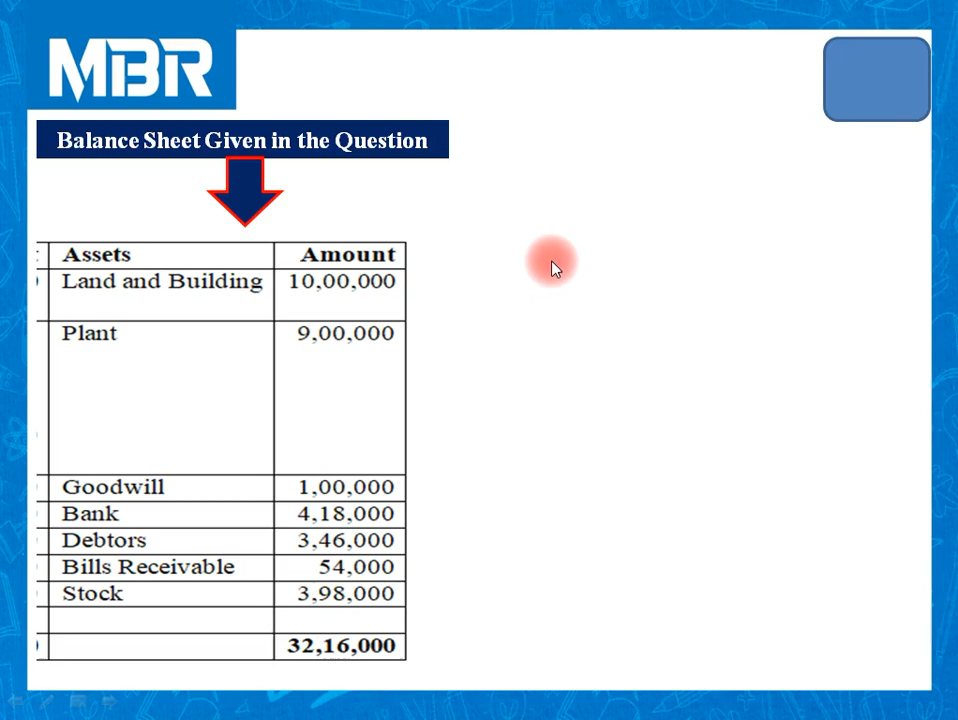 MBR
Balance Sheet Given in the Question
Assets Amount
Land and Building 10,00,000
Plant 9,00,000
Goodwill 1,00,000
Bank 4,18,000
Debtors 3,46,000
Bills Receivable 54,000
Stock 3,98,000
32,16,000